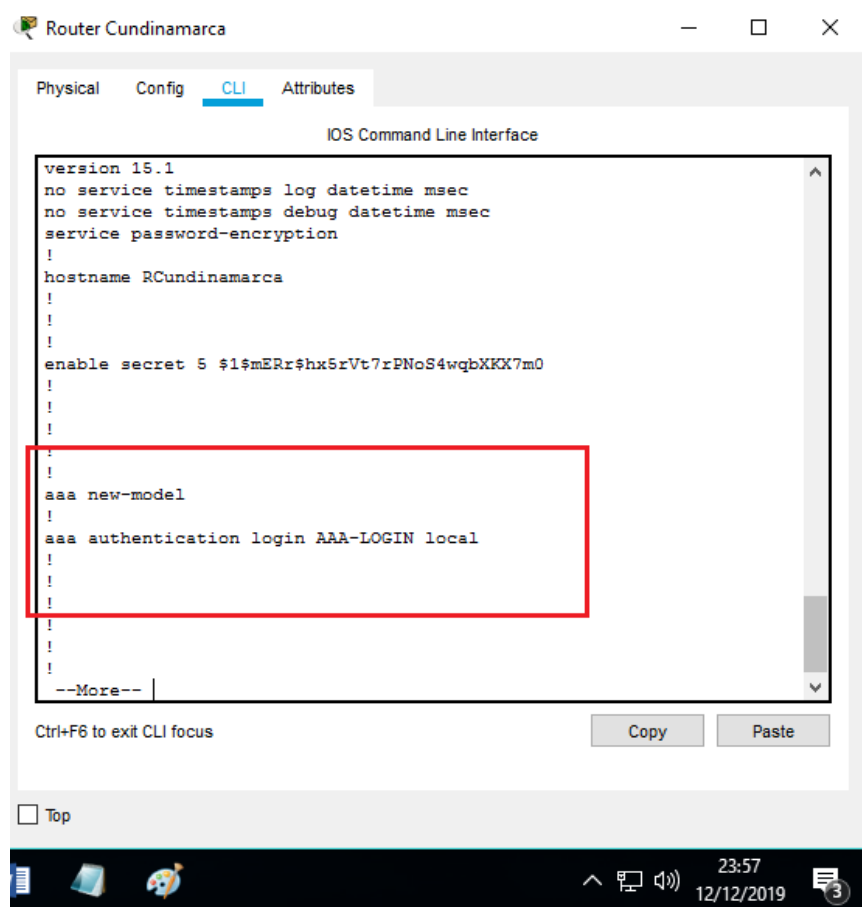 Router Cundinamarca
Physical Config CLI Attributes
IOS Command Line Interface
version 15.1
no service timestamps log datetime msec
no service timestamps debug datetime msec
service password-encryption
!
hostname RCundinamarca
!
!
!
enable secret 5 $1$mERr$hx5rVt7rPNoS4wqbXKX7m0
!
!
!
!
!
aaa new-model
!
aaa authentication login AAA-LOGIN local
!
!
!
!
!
!
--More--
Ctrl+F6 to exit CLI focus
Copy Paste
Top
23:57
12/12/2019
3